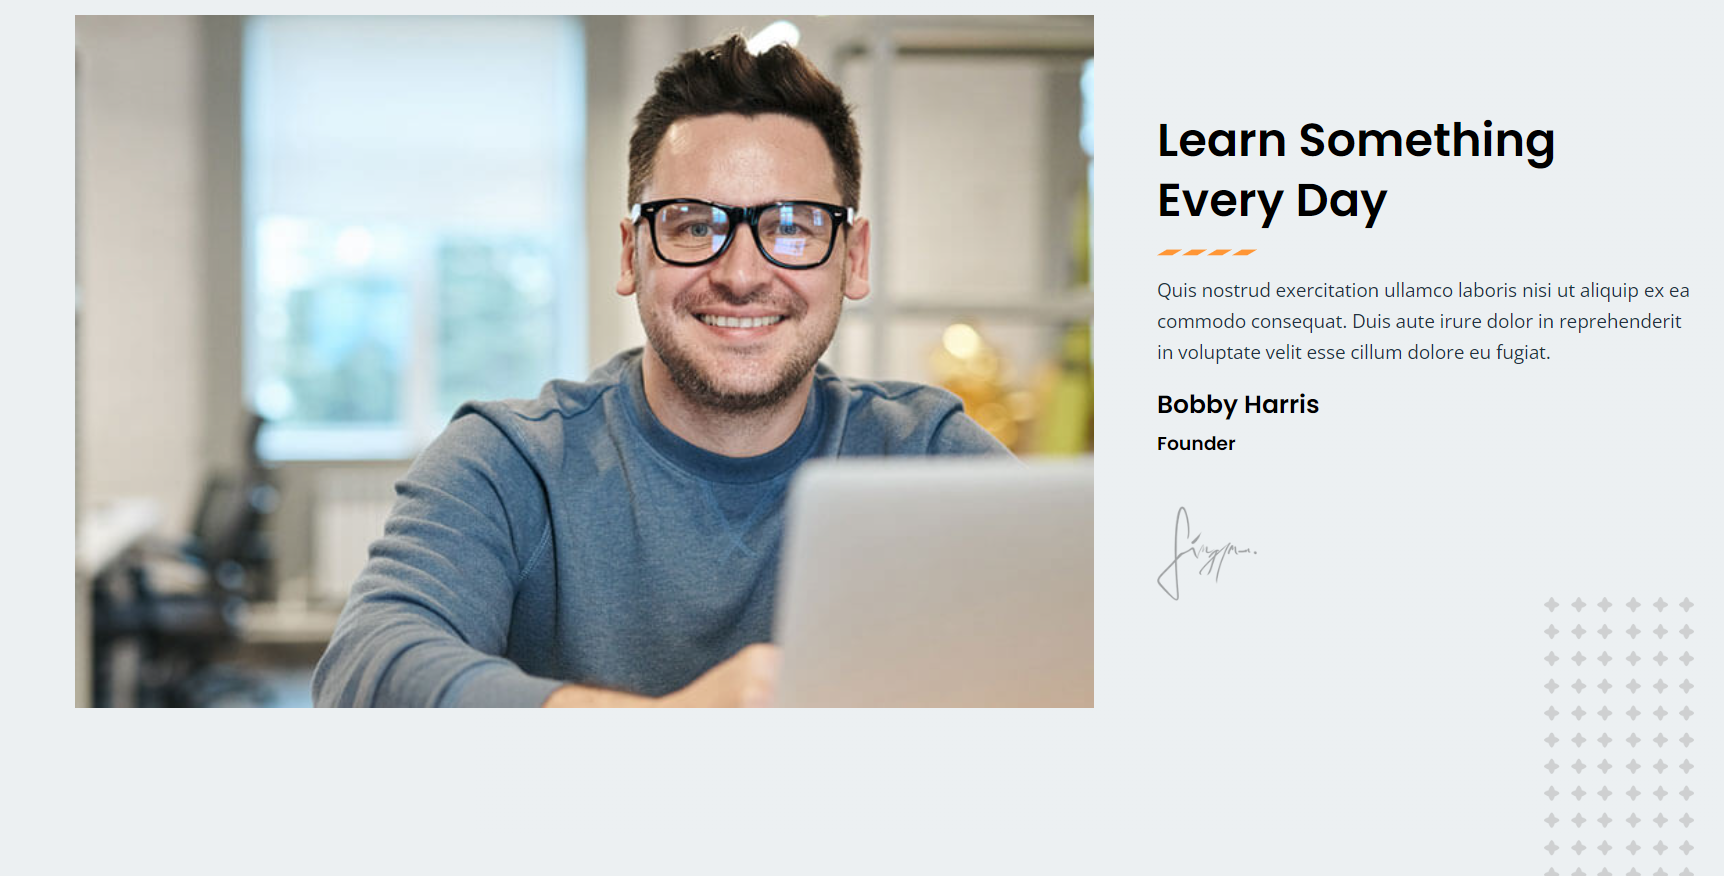 Learn Something
Every Day
Quis nostrud exercitation ullamco laboris nisi ut aliquip ex ea
commodo consequat. Duis aute irure dolor in reprehenderit
in voluptate velit esse cillum dolore eu fugiat.
Bobby Harris
Founder